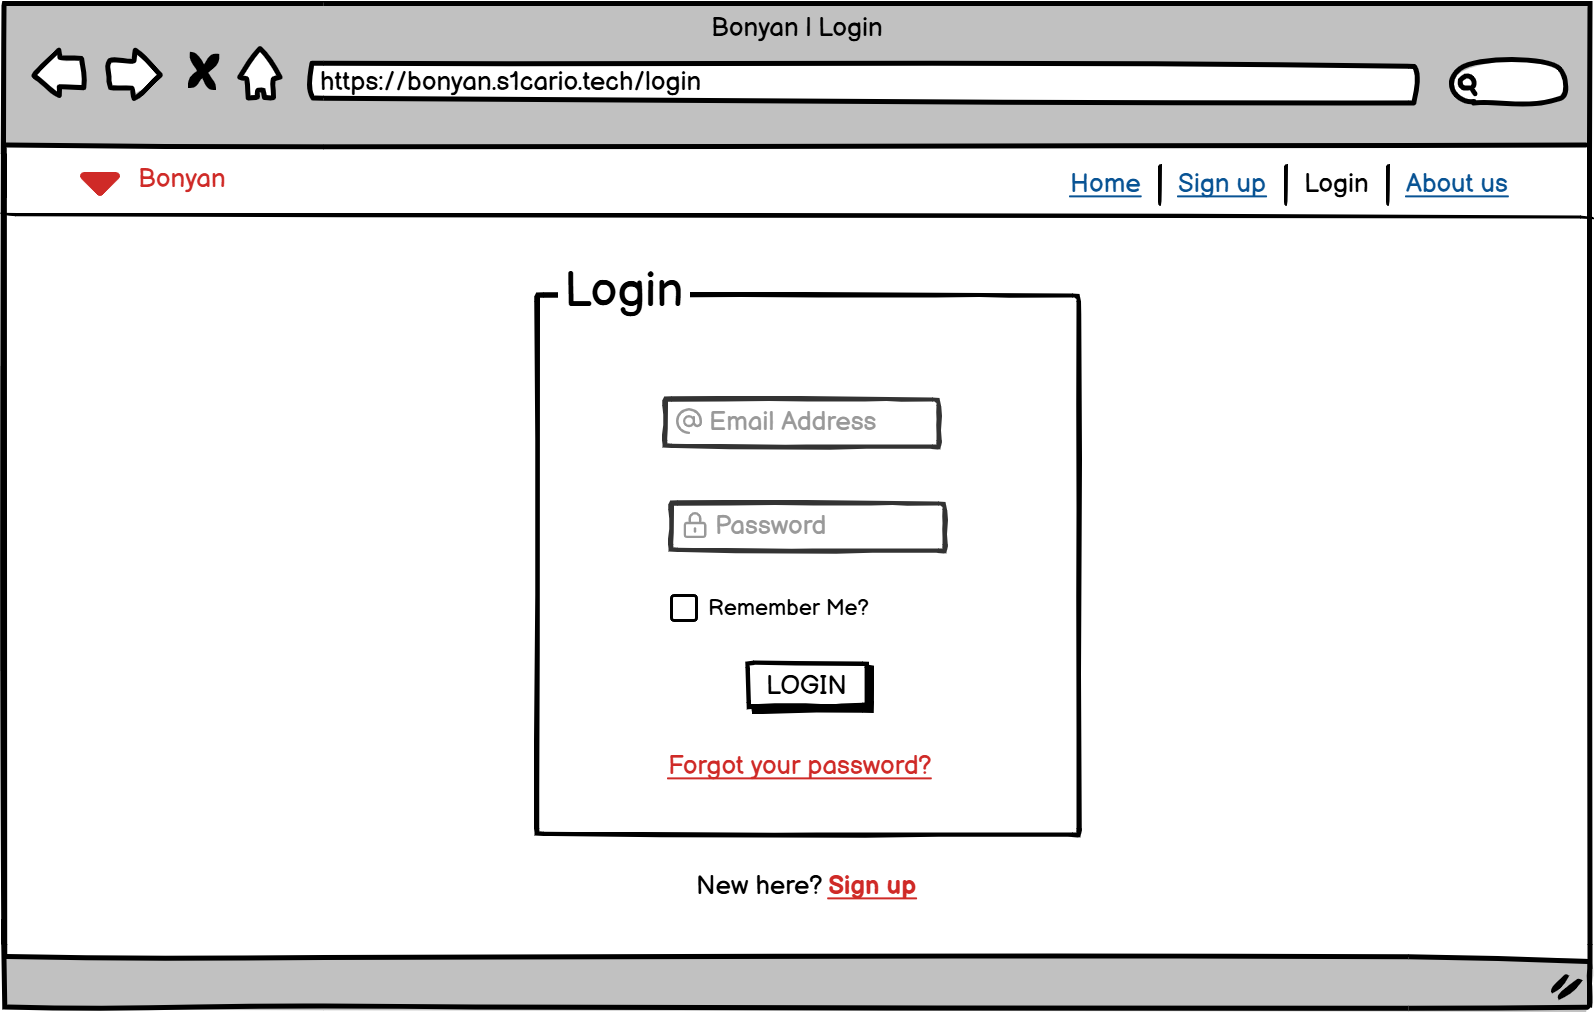 Bonyan | Login
https://bonyan.s1cario.tech/login
Bonyan
Home | Sign up | Login | About us
Login
@ Email Address
Password
Remember Me?
LOGIN
Forgot your password?
New here? Sign up